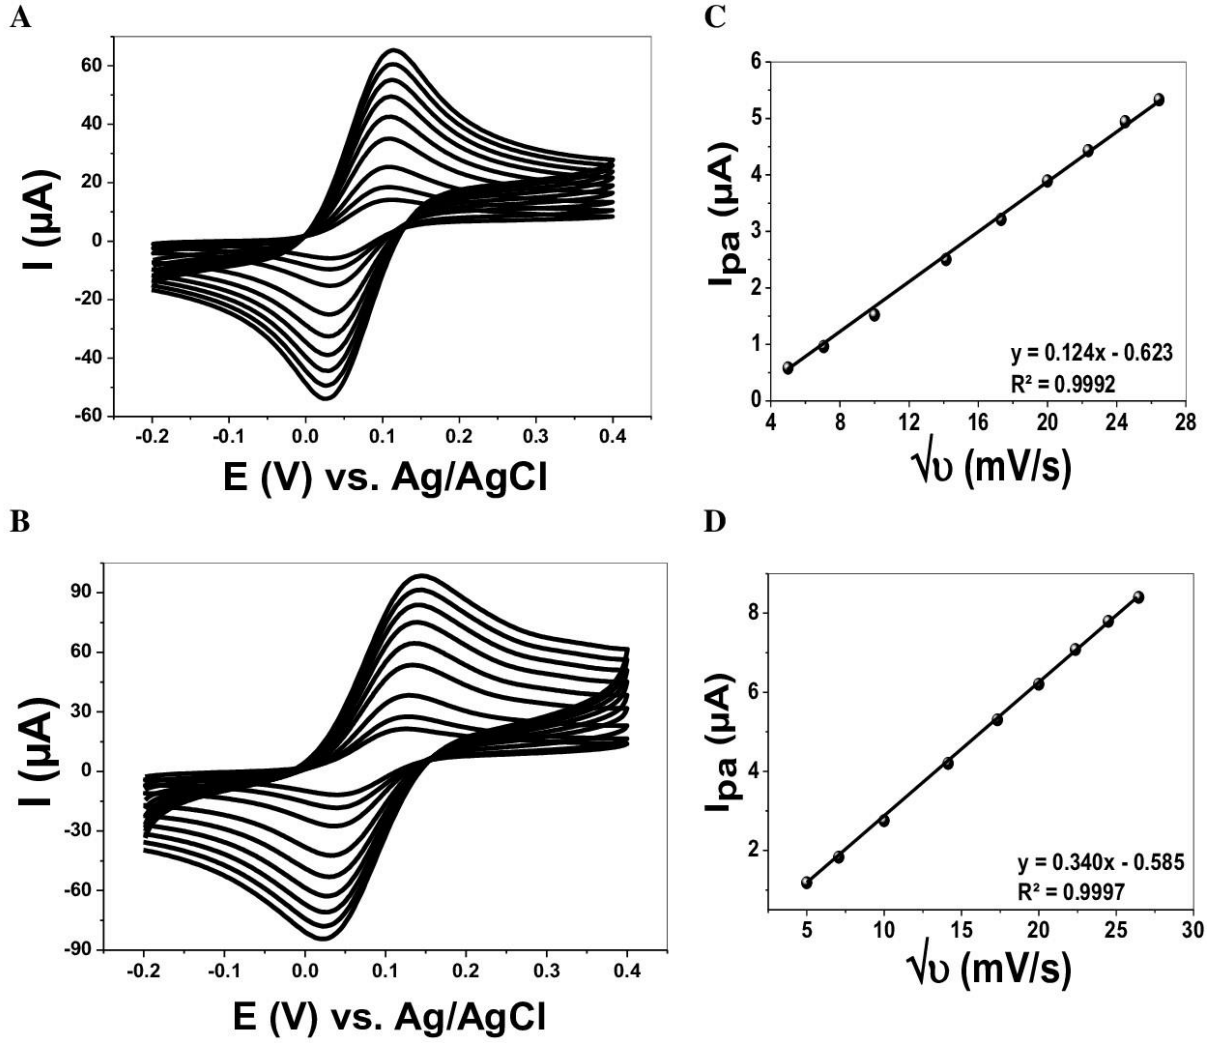 A
I (µA)
60
40
20
0
-20
-40
-60
-0.2 -0.1 0.0 0.1 0.2 0.3 0.4
E (V) vs. Ag/AgCl
C
Ipa (µA)
6
5
4
3
2
1
0
y = 0.124x - 0.623
R² = 0.9992
4 8 12 16 20 24 28
√υ (mV/s)
B
I (µA)
90
60
30
0
-30
-60
-90
-0.2 -0.1 0.0 0.1 0.2 0.3 0.4
E (V) vs. Ag/AgCl
D
Ipa (µA)
8
6
4
2
y = 0.340x - 0.585
R² = 0.9997
5 10 15 20 25 30
√υ (mV/s)